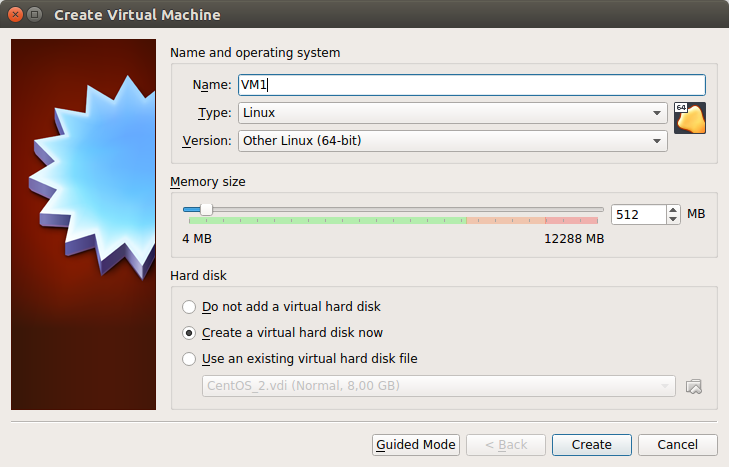 Create Virtual Machine
Name and operating system
Name: VM1
Type: Linux
64
Version: Other Linux (64-bit)
Memory size
512 MB
4 MB 12288 MB
Hard disk
Do not add a virtual hard disk
Create a virtual hard disk now
Use an existing virtual hard disk file
CentOS_2.vdi (Normal, 8,00 GB)
Guided Mode < Back Create Cancel